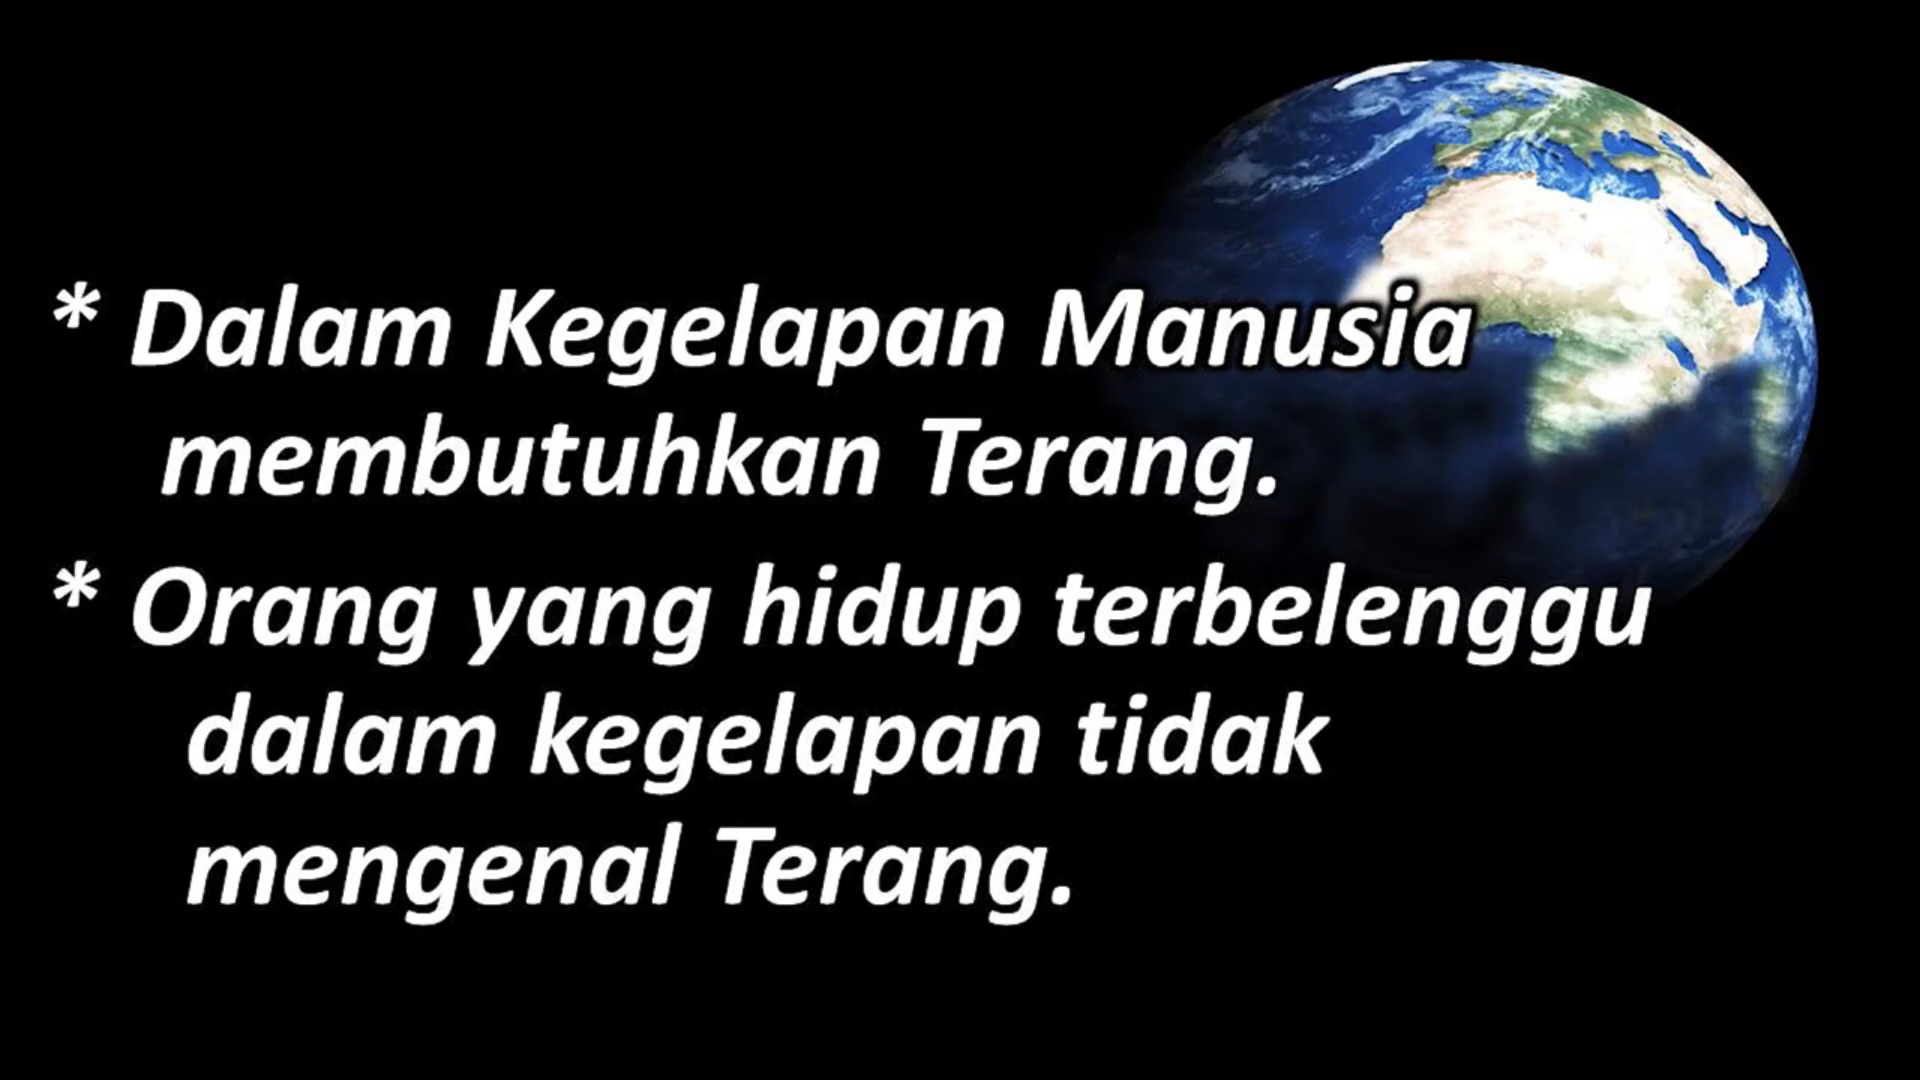 * Dalam Kegelapan Manusia
membutuhkan Terang.
* Orang yang hidup terbelenggu
dalam kegelapan tidak
mengenal Terang.